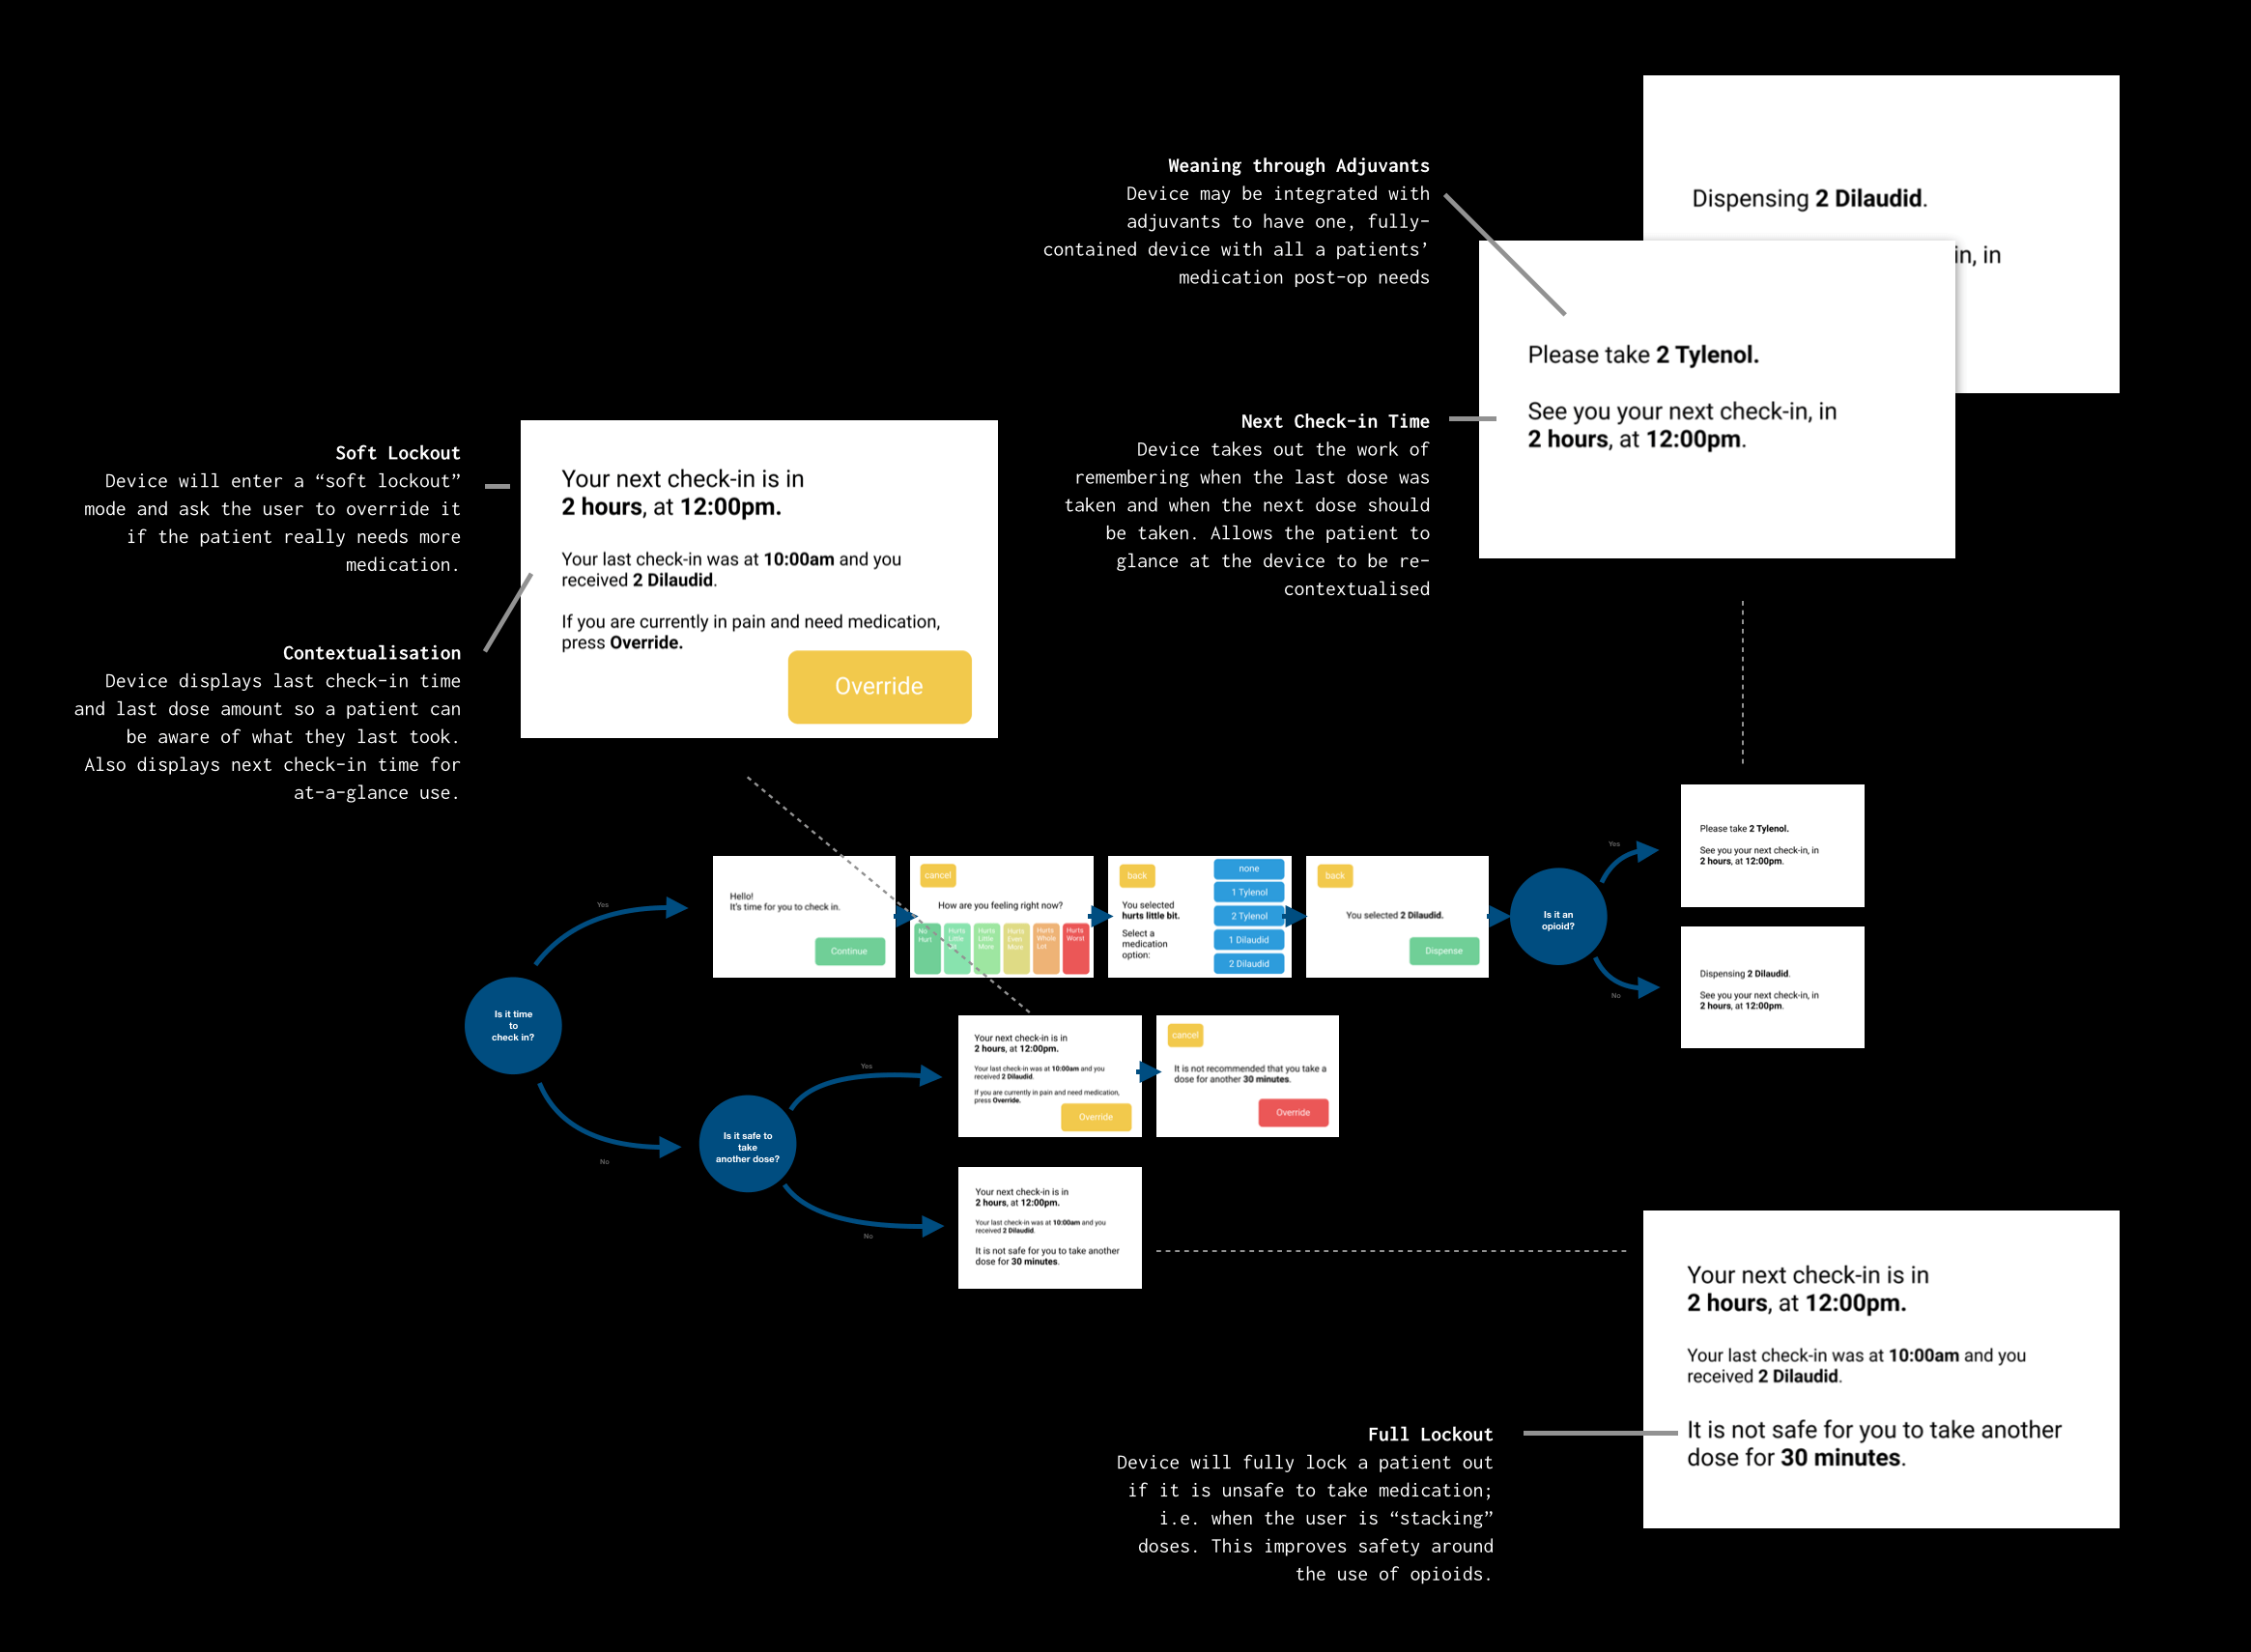 Weaning through Adjuvants
Device may be integrated with
adjuvants to have one, fully-
contained device with all a patients’
medication post-op needs
Dispensing 2 Dilaudid.
in, in
Please take 2 Tylenol.
See you your next check-in, in
2 hours, at 12:00pm.
Next Check-in Time
Device takes out the work of
remembering when the last dose was
taken and when the next dose should
be taken. Allows the patient to
glance at the device to be re-
contextualised
Soft Lockout
Device will enter a “soft lockout”
mode and ask the user to override it
if the patient really needs more
medication.
Contextualisation
Device displays last check-in time
and last dose amount so a patient can
be aware of what they last took.
Also displays next check-in time for
at-a-glance use.
Your next check-in is in
2 hours, at 12:00pm.
Your last check-in was at 10:00am and you
received 2 Dilaudid.
If you are currently in pain and need medication,
press Override.
Override
Is it time
to
check in?
Yes
No
Hello!
It's time for you to check in.
Continue
cancel
How are you feeling right now?
No
Hurt
Hurts
Little
Bit
Hurts
Little
More
Hurts
Even
More
Hurts
Whole
Lot
Hurts
Worst
back
You selected
hurts little bit.
Select a
medication
option:
none
1 Tylenol
2 Tylenol
1 Dilaudid
2 Dilaudid
back
You selected 2 Dilaudid.
Dispense
Is it an
opioid?
Yes
No
Please take 2 Tylenol.
See you your next check-in, in
2 hours, at 12:00pm.
Dispensing 2 Dilaudid.
See you your next check-in, in
2 hours, at 12:00pm.
Is it safe to
take
another dose?
Yes
No
Your next check-in is in
2 hours, at 12:00pm.
Your last check-in was at 10:00am and you
received 2 Dilaudid.
If you are currently in pain and need medication,
press Override.
Override
cancel
It is not recommended that you take a
dose for another 30 minutes.
Override
Your next check-in is in
2 hours, at 12:00pm.
Your last check-in was at 10:00am and you
received 2 Dilaudid.
It is not safe for you to take another
dose for 30 minutes.
Your next check-in is in
2 hours, at 12:00pm.
Your last check-in was at 10:00am and you
received 2 Dilaudid.
It is not safe for you to take another
dose for 30 minutes.
Full Lockout
Device will fully lock a patient out
if it is unsafe to take medication;
i.e. when the user is “stacking”
doses. This improves safety around
the use of opioids.